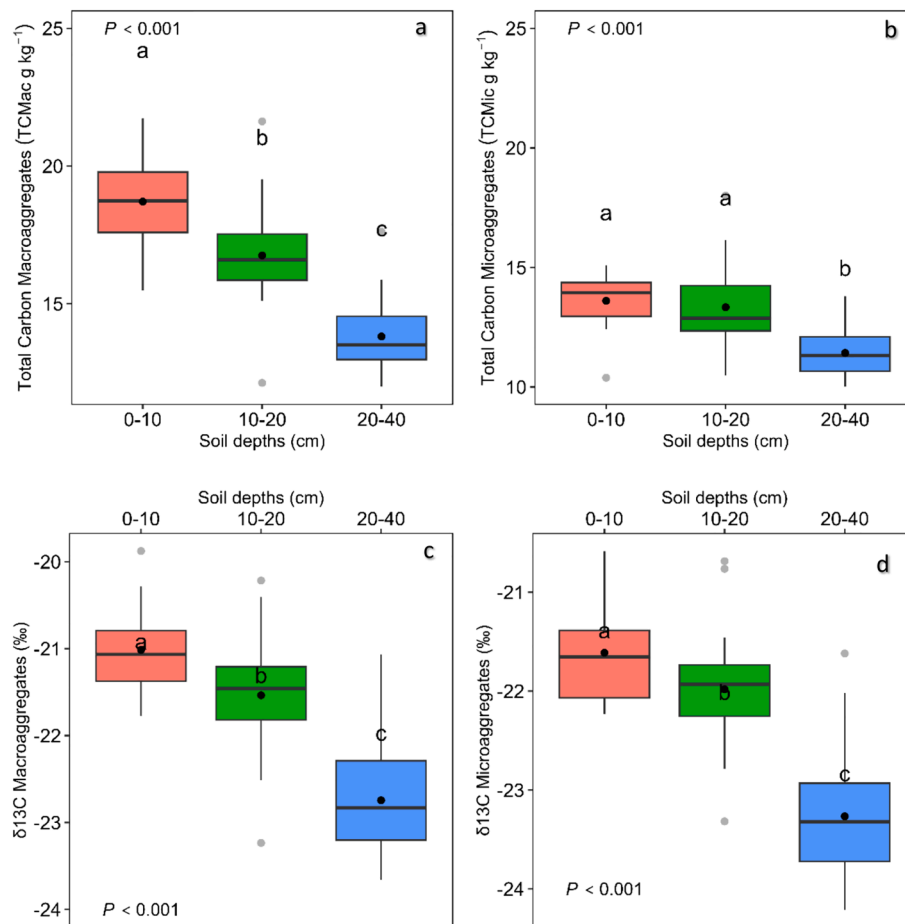 P < 0.001
a
a
b
c
25
20
15
Total Carbon Macroaggregates (TCMac g kg⁻¹)
0-10
10-20
20-40
Soil depths (cm)
P < 0.001
b
a
a
b
25
20
15
10
Total Carbon Microaggregates (TCMic g kg⁻¹)
0-10
10-20
20-40
Soil depths (cm)
Soil depths (cm)
0-10
10-20
20-40
c
a
b
c
-20
-21
-22
-23
-24
δ13C Macroaggregates (‰)
P < 0.001
Soil depths (cm)
0-10
10-20
20-40
d
a
b
c
-21
-22
-23
-24
δ13C Microaggregates (‰)
P < 0.001